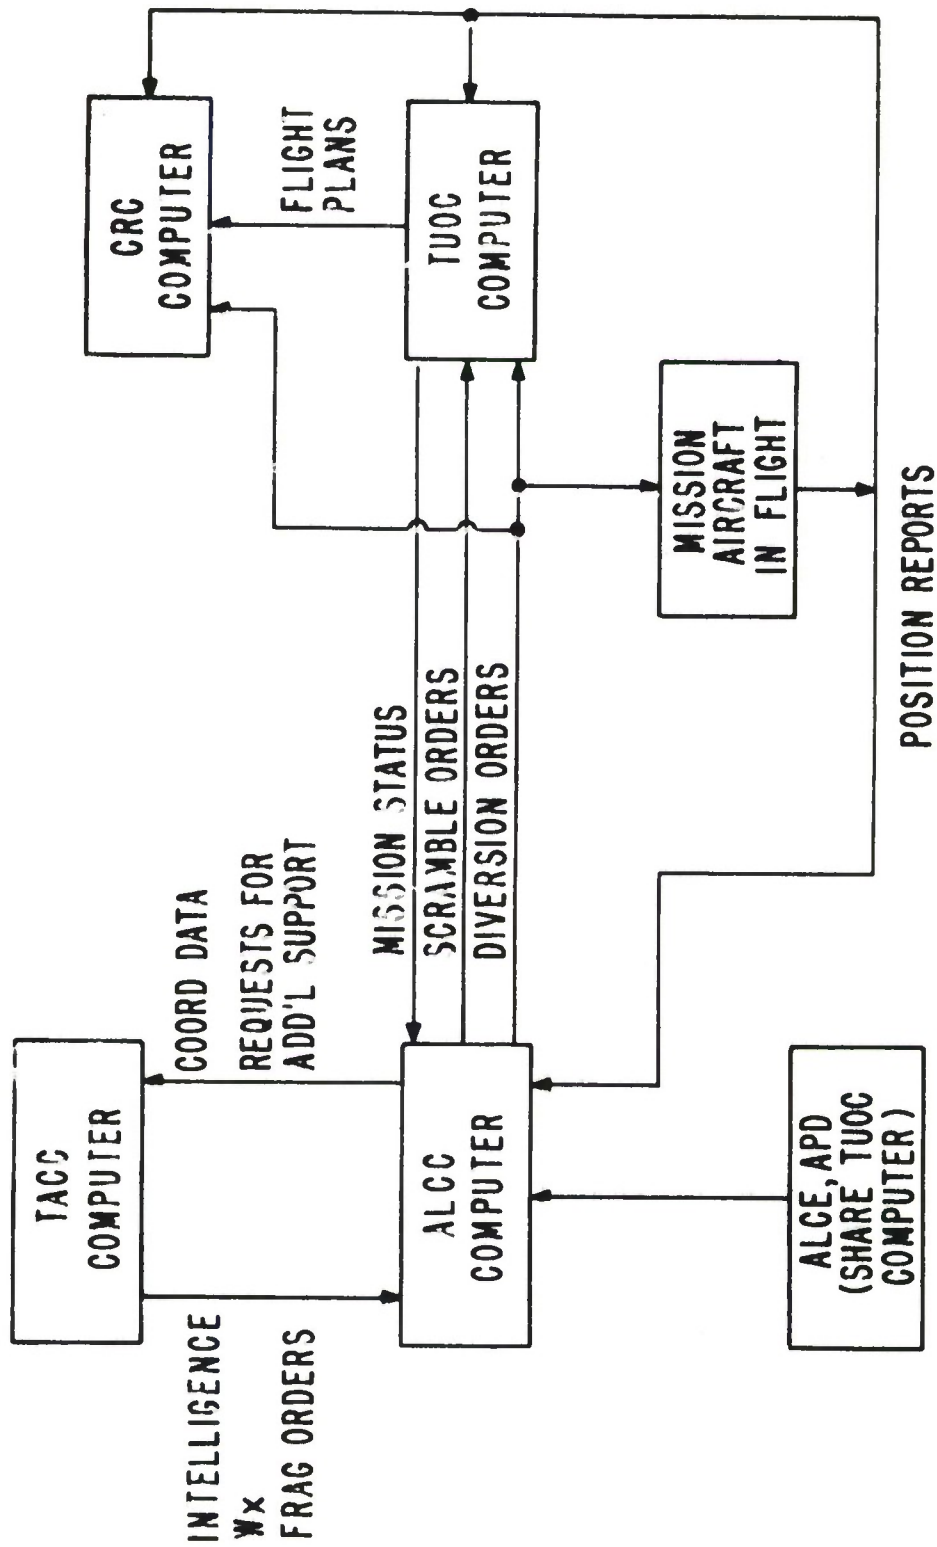 TACC
COMPUTER
INTELLIGENCE
Wx
FRAG ORDERS
COORD DATA
REQUESTS FOR
ADD'L SUPPORT
ALCC
COMPUTER
ALCE, APD
(SHARE TUOC
COMPUTER)
MISSION STATUS
SCRAMBLE ORDERS
DIVERSION ORDERS
CRC
COMPUTER
FLIGHT
PLANS
TUOC
COMPUTER
MISSION
AIRCRAFT
IN FLIGHT
POSITION REPORTS